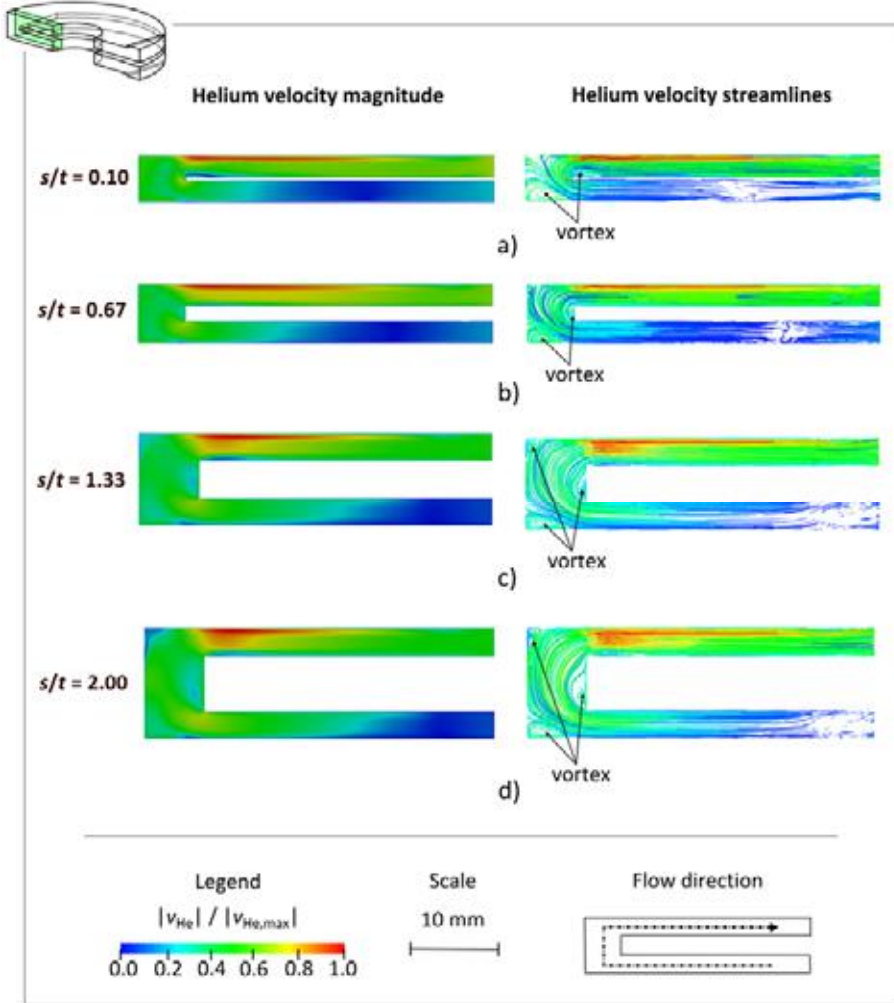 Helium velocity magnitude
Helium velocity streamlines
s/t = 0.10
vortex
a)
s/t = 0.67
vortex
b)
s/t = 1.33
vortex
c)
s/t = 2.00
vortex
d)
Legend
Scale
Flow direction
|vHe| / |vHe,max|
10 mm
0.0 0.2 0.4 0.6 0.8 1.0